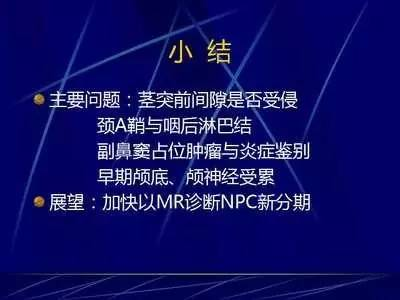 小 结
主要问题：茎突前间隙是否受侵
颈A鞘与咽后淋巴结
副鼻窦占位肿瘤与炎症鉴别
早期颅底、颅神经受累
展望：加快以MR诊断NPC新分期